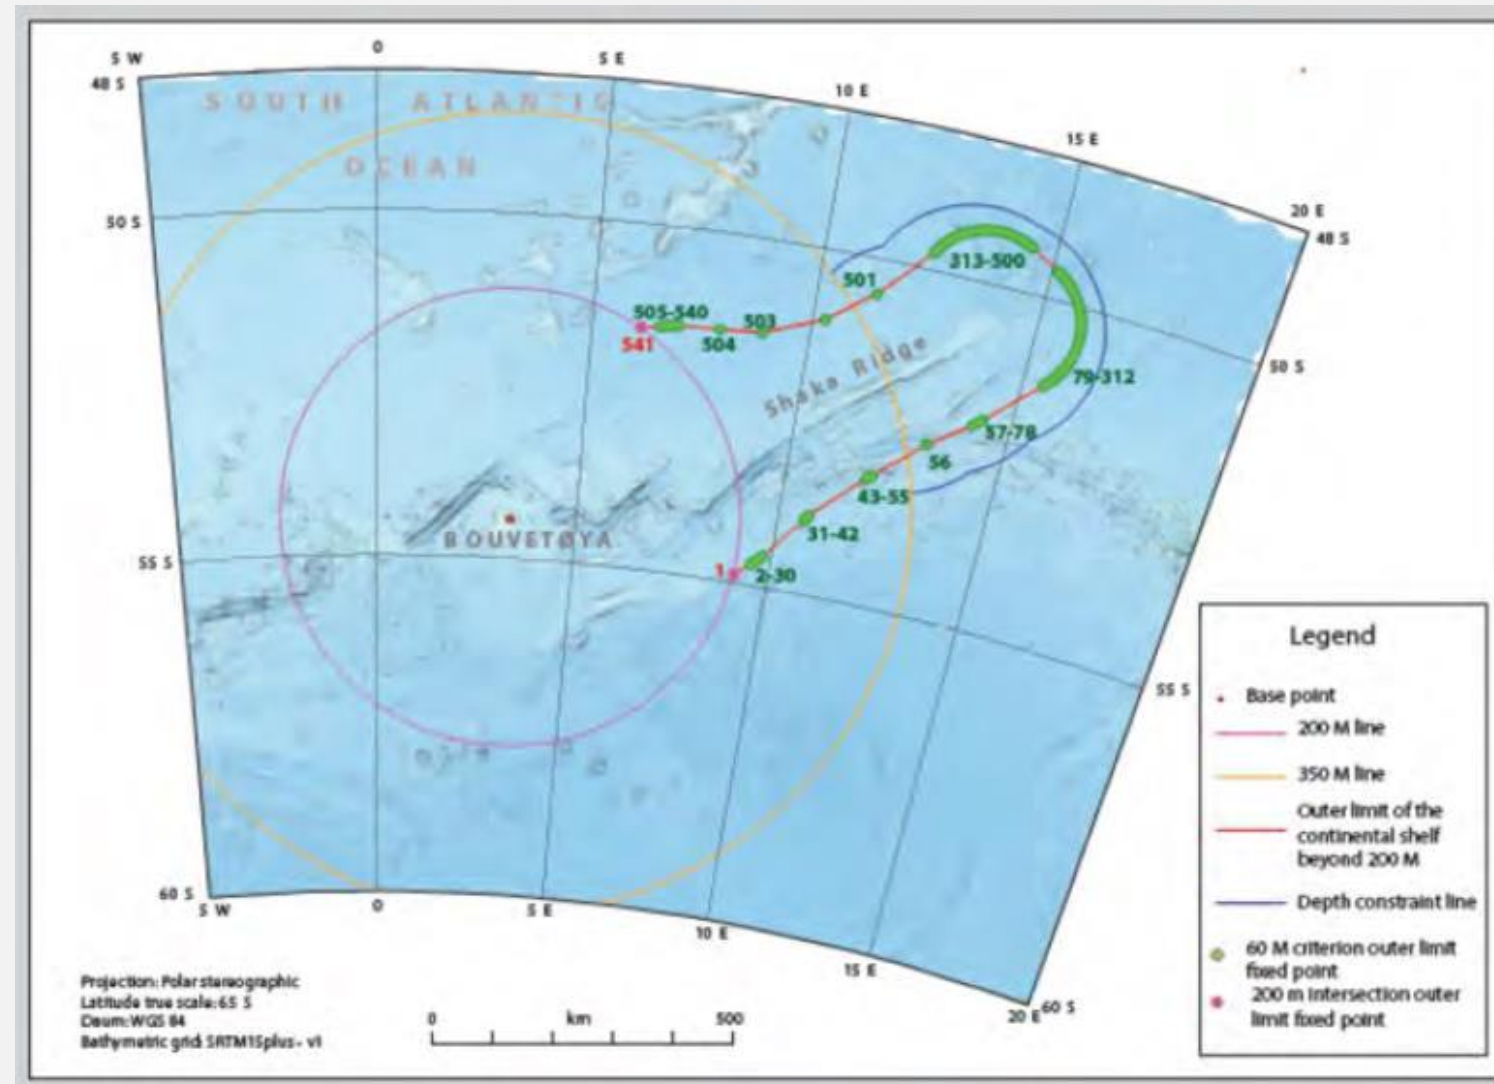 5 W
0
5 E
10 E
15 E
20 E
48 S
48 S
SOUTH ATLANTIC
OCEAN
50 S
50 S
501
313-500
505-540
541
504
503
79-312
Shaka Ridge
57-78
56
43-55
31-42
BOUVETØYA
55 S
1
2-30
55 S
60 S
5 W
0
5 E
10 E
15 E
20 E
60 S
Legend
Base point
200 M line
350 M line
Outer limit of the
continental shelf
beyond 200 M
Depth constraint line
60 M criterion outer limit
fixed point
200 m intersection outer
limit fixed point
Projection: Polar stereographic
Latitude true scale: 65 S
Daum: WGS 84
Bathymetric grid: SRTM15plus - v1
0 km 500